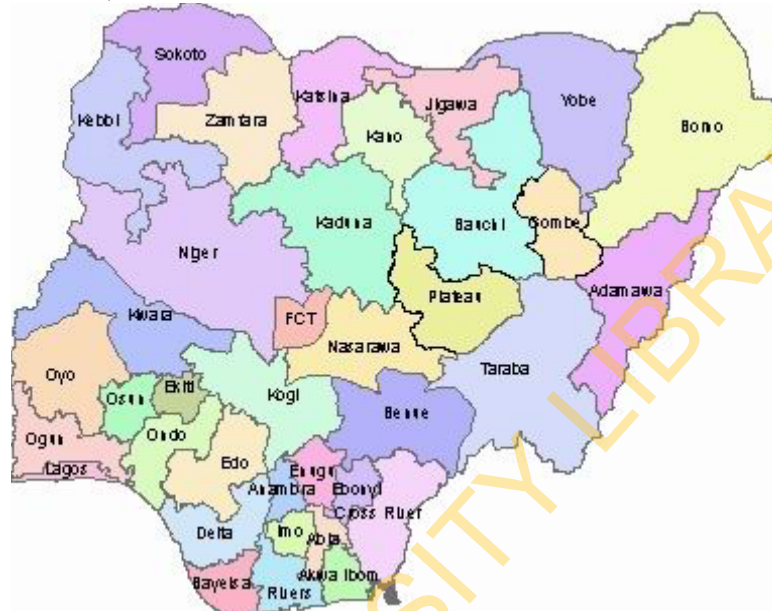 Sokoto
Kebbi
Zamfara
Katsina
Jigawa
Kano
Yobe
Borno
Kaduna
Bauchi
Gombe
Niger
Plateau
Adamawa
FCT
Kwara
Nasarawa
Taraba
Oyo
Osun
Ekiti
Kogi
Benue
Ogun
Ondo
Edo
Lagos
Enugu
Anambra
Ebonyi
Cross River
Delta
Imo
Abia
Bayelsa
Rivers
Akwa Ibom
SITY LIBRA